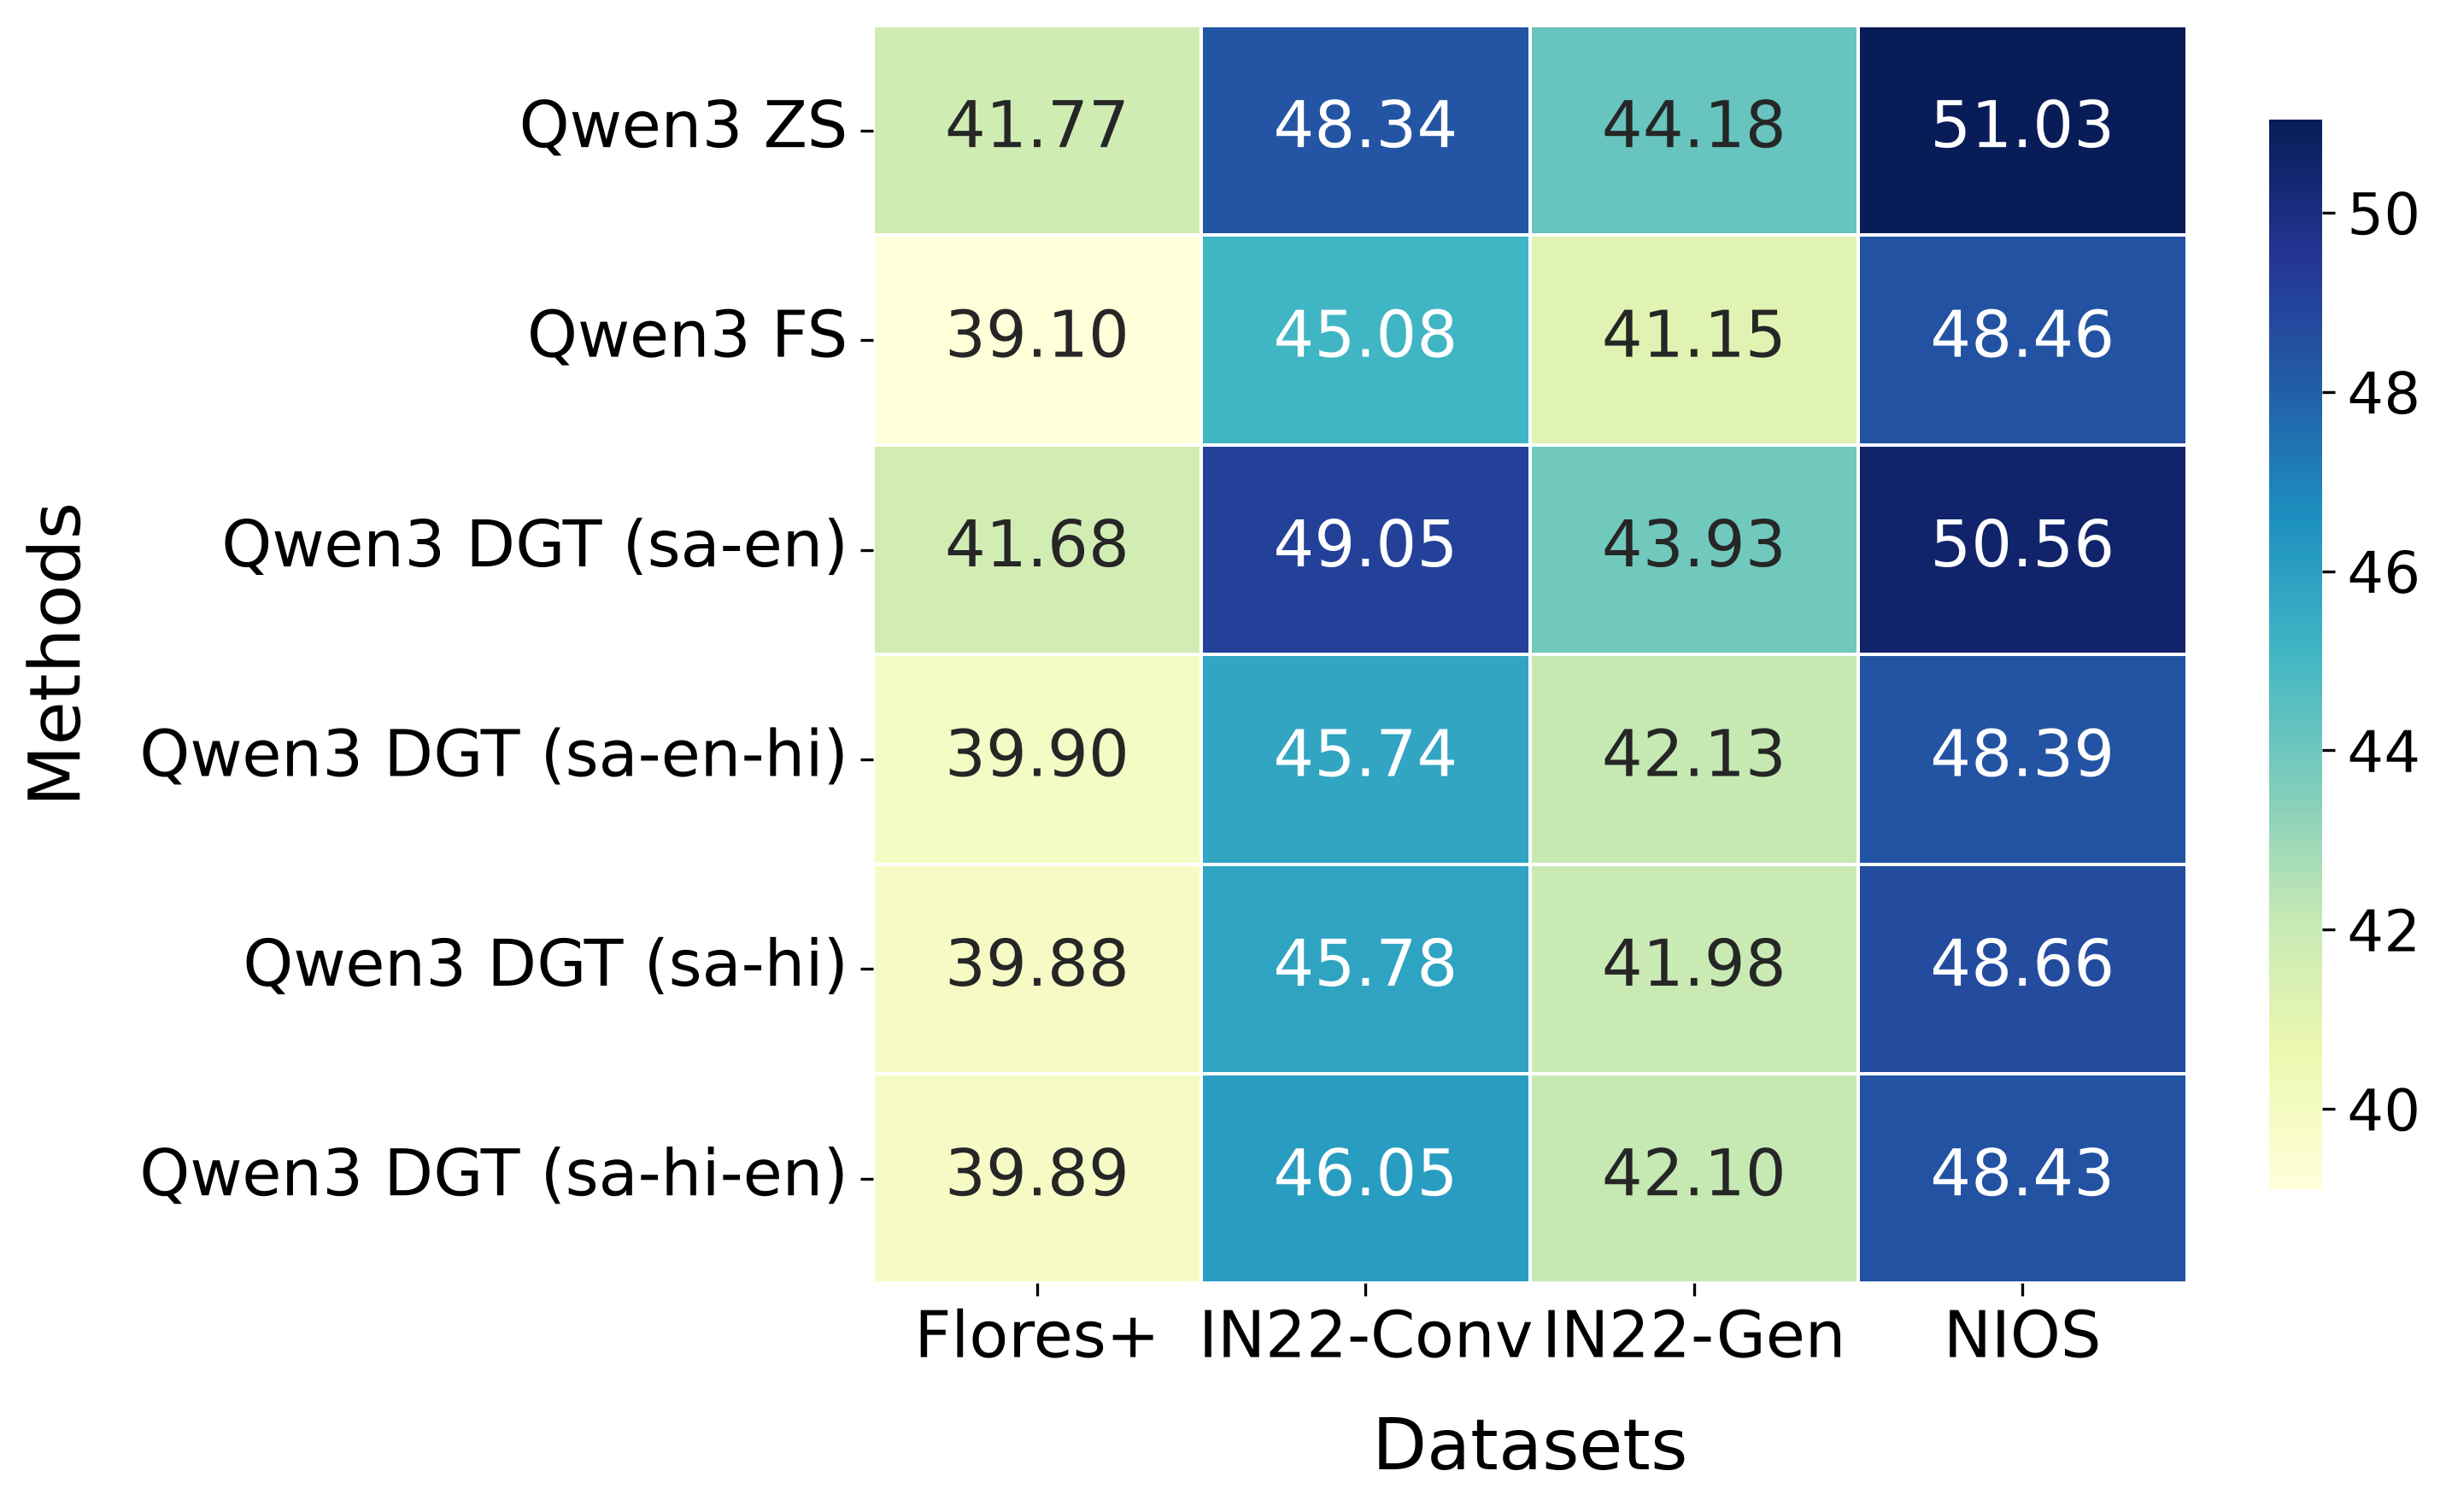 Qwen3 ZS 41.77 48.34 44.18 51.03
Qwen3 FS 39.10 45.08 41.15 48.46
Qwen3 DGT (sa-en) 41.68 49.05 43.93 50.56
Qwen3 DGT (sa-en-hi) 39.90 45.74 42.13 48.39
Qwen3 DGT (sa-hi) 39.88 45.78 41.98 48.66
Qwen3 DGT (sa-hi-en) 39.89 46.05 42.10 48.43
Flores+ IN22-Conv IN22-Gen NIOS
Datasets
Methods
50
48
46
44
42
40